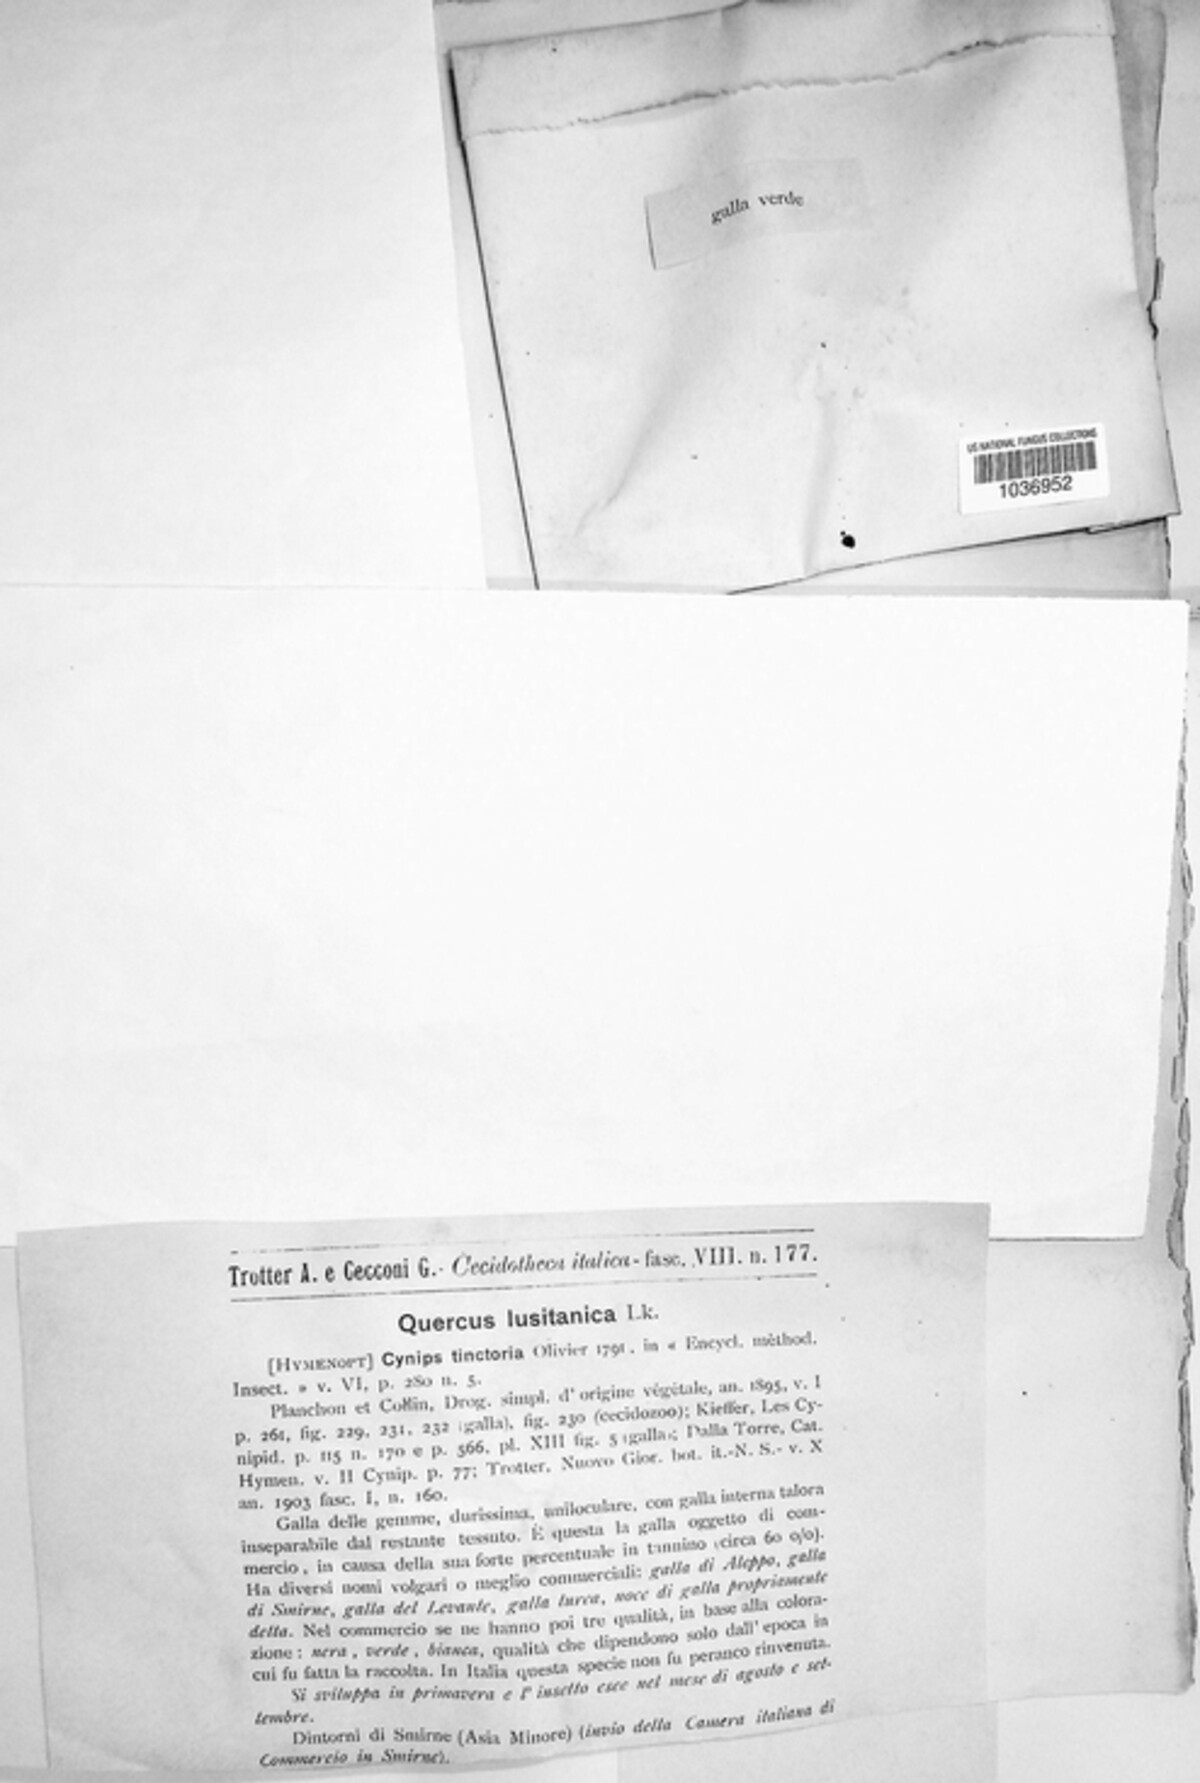 galla verde
US NATIONAL FUNGUS COLLECTIONS
1036952
Trotter A. e Cecconi G. - Cecidotheca italica - fasc. VIII. n. 177.
Quercus lusitanica Lk.
[HYMENOPT] Cynips tinctoria Olivier 1791. in « Encycl. méthod.
Insect. » v. VI, p. 280 n. 5.
Planchon et Collin, Drog. simpl. d' origine végétale, an. 1895, v. I
p. 261, fig. 229, 231, 232 (galla), fig. 230 (cecidozoo); Kieffer, Les Cy-
nipid. p. 115 n. 170 e p. 566, pl. XIII fig. 5 (galla); Dalla Torre, Cat.
Hymen. v. II Cynip. p. 77; Trotter, Nuovo Gior. bot. it.-N. S.- v. X
an. 1903 fasc. I, n. 160.
Galla delle gemme, durissima, uniloculare, con galla interna talora
inseparabile dal restante tessuto. È questa la galla oggetto di com-
mercio, in causa della sua forte percentuale in tannino (circa 60 o/o).
Ha diversi nomi volgari o meglio commerciali: galla di Aleppo, galla
di Smirne, galla del Levante, galla turca, noce di galla propriamente
detta. Nel commercio se ne hanno poi tre qualità, in base alla colora-
zione: nera, verde, bianca, qualità che dipendono solo dall' epoca in
cui fu fatta la raccolta. In Italia questa specie non fu peranco rinvenuta.
Si sviluppa in primavera e l' insetto esce nel mese di agosto e set-
tembre.
Dintorni di Smirne (Asia Minore) (invio della Camera italiana di
Commercio in Smirne).